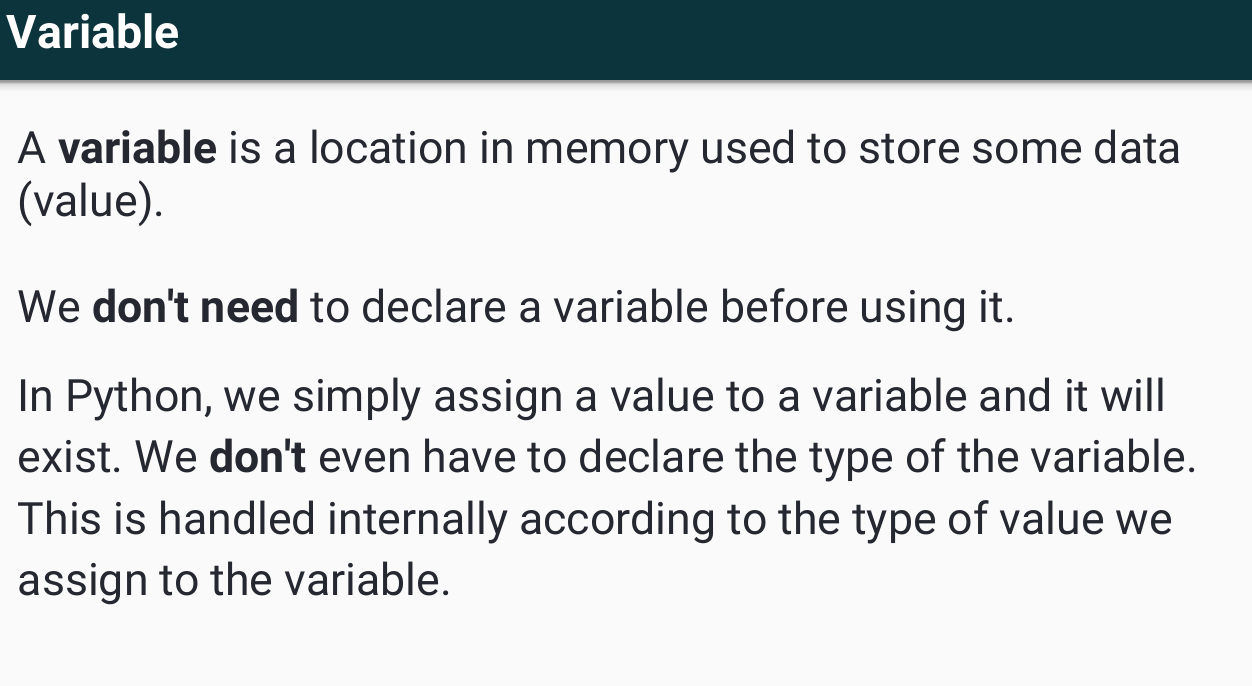 Variable
A variable is a location in memory used to store some data
(value).
We don't need to declare a variable before using it.
In Python, we simply assign a value to a variable and it will
exist. We don't even have to declare the type of the variable.
This is handled internally according to the type of value we
assign to the variable.